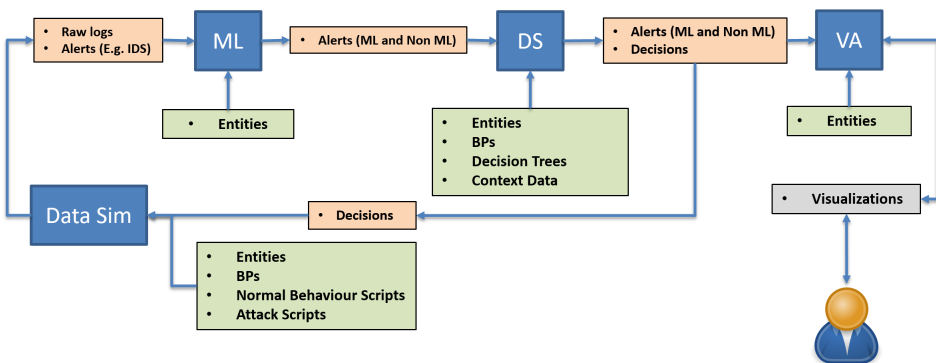 • Raw logs
• Alerts (E.g. IDS)
ML
• Alerts (ML and Non ML)
DS
• Alerts (ML and Non ML)
• Decisions
VA
• Entities
• Entities
• BPs
• Decision Trees
• Context Data
• Entities
Data Sim
• Decisions
• Visualizations
• Entities
• BPs
• Normal Behaviour Scripts
• Attack Scripts